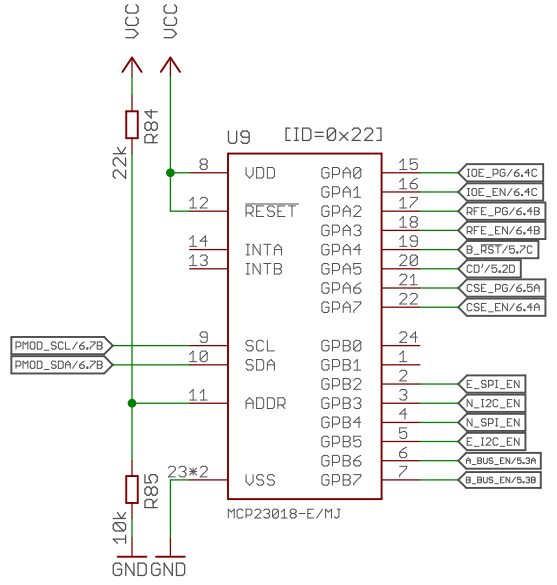 VCC
VCC
R84
22k
U9
[ID=0x22]
8
VDD
GPA0
15
IOE_PG/6.4C
GPA1
16
IOE_EN/6.4C
12
RESET
GPA2
17
RFE_PG/6.4B
GPA3
18
RFE_EN/6.4B
14
INTA
GPA4
19
B_RST/5.7C
13
INTB
GPA5
20
CD'/5.2D
GPA6
21
CSE_PG/6.5A
GPA7
22
CSE_EN/6.4A
PMOD_SCL/6.7B
9
SCL
GPB0
24
PMOD_SDA/6.7B
10
SDA
GPB1
1
GPB2
2
E_SPI_EN
11
ADDR
GPB3
3
N_I2C_EN
GPB4
4
N_SPI_EN
GPB5
5
E_I2C_EN
GPB6
6
A_BUS_EN/5.3A
23*2
VSS
GPB7
7
B_BUS_EN/5.3B
R85
10k
MCP23018-E/MJ
GND
GND